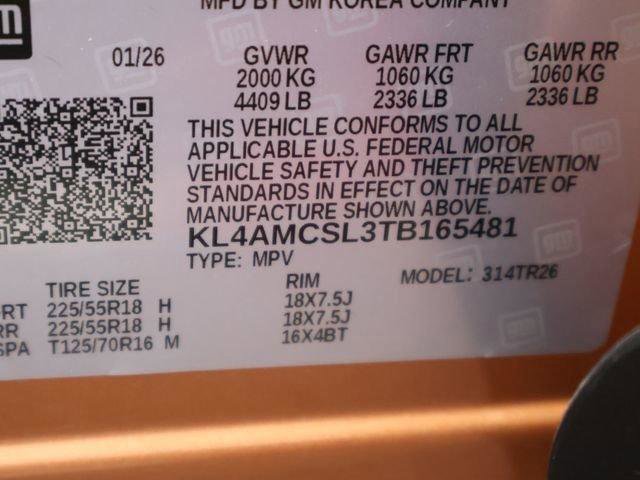 gm
MFD BY GM KOREA COMPANY
01/26 GVWR GAWR FRT GAWR RR
2000 KG 1060 KG 1060 KG
4409 LB 2336 LB 2336 LB
THIS VEHICLE CONFORMS TO ALL
APPLICABLE U.S. FEDERAL MOTOR
VEHICLE SAFETY AND THEFT PREVENTION
STANDARDS IN EFFECT ON THE DATE OF
MANUFACTURE SHOWN ABOVE.
KL4AMCSL3TB165481
TYPE: MPV MODEL: 314TR26
TIRE SIZE RIM
FRT 225/55R18 H 18X7.5J
RR 225/55R18 H 18X7.5J
SPA T125/70R16 M 16X4BT